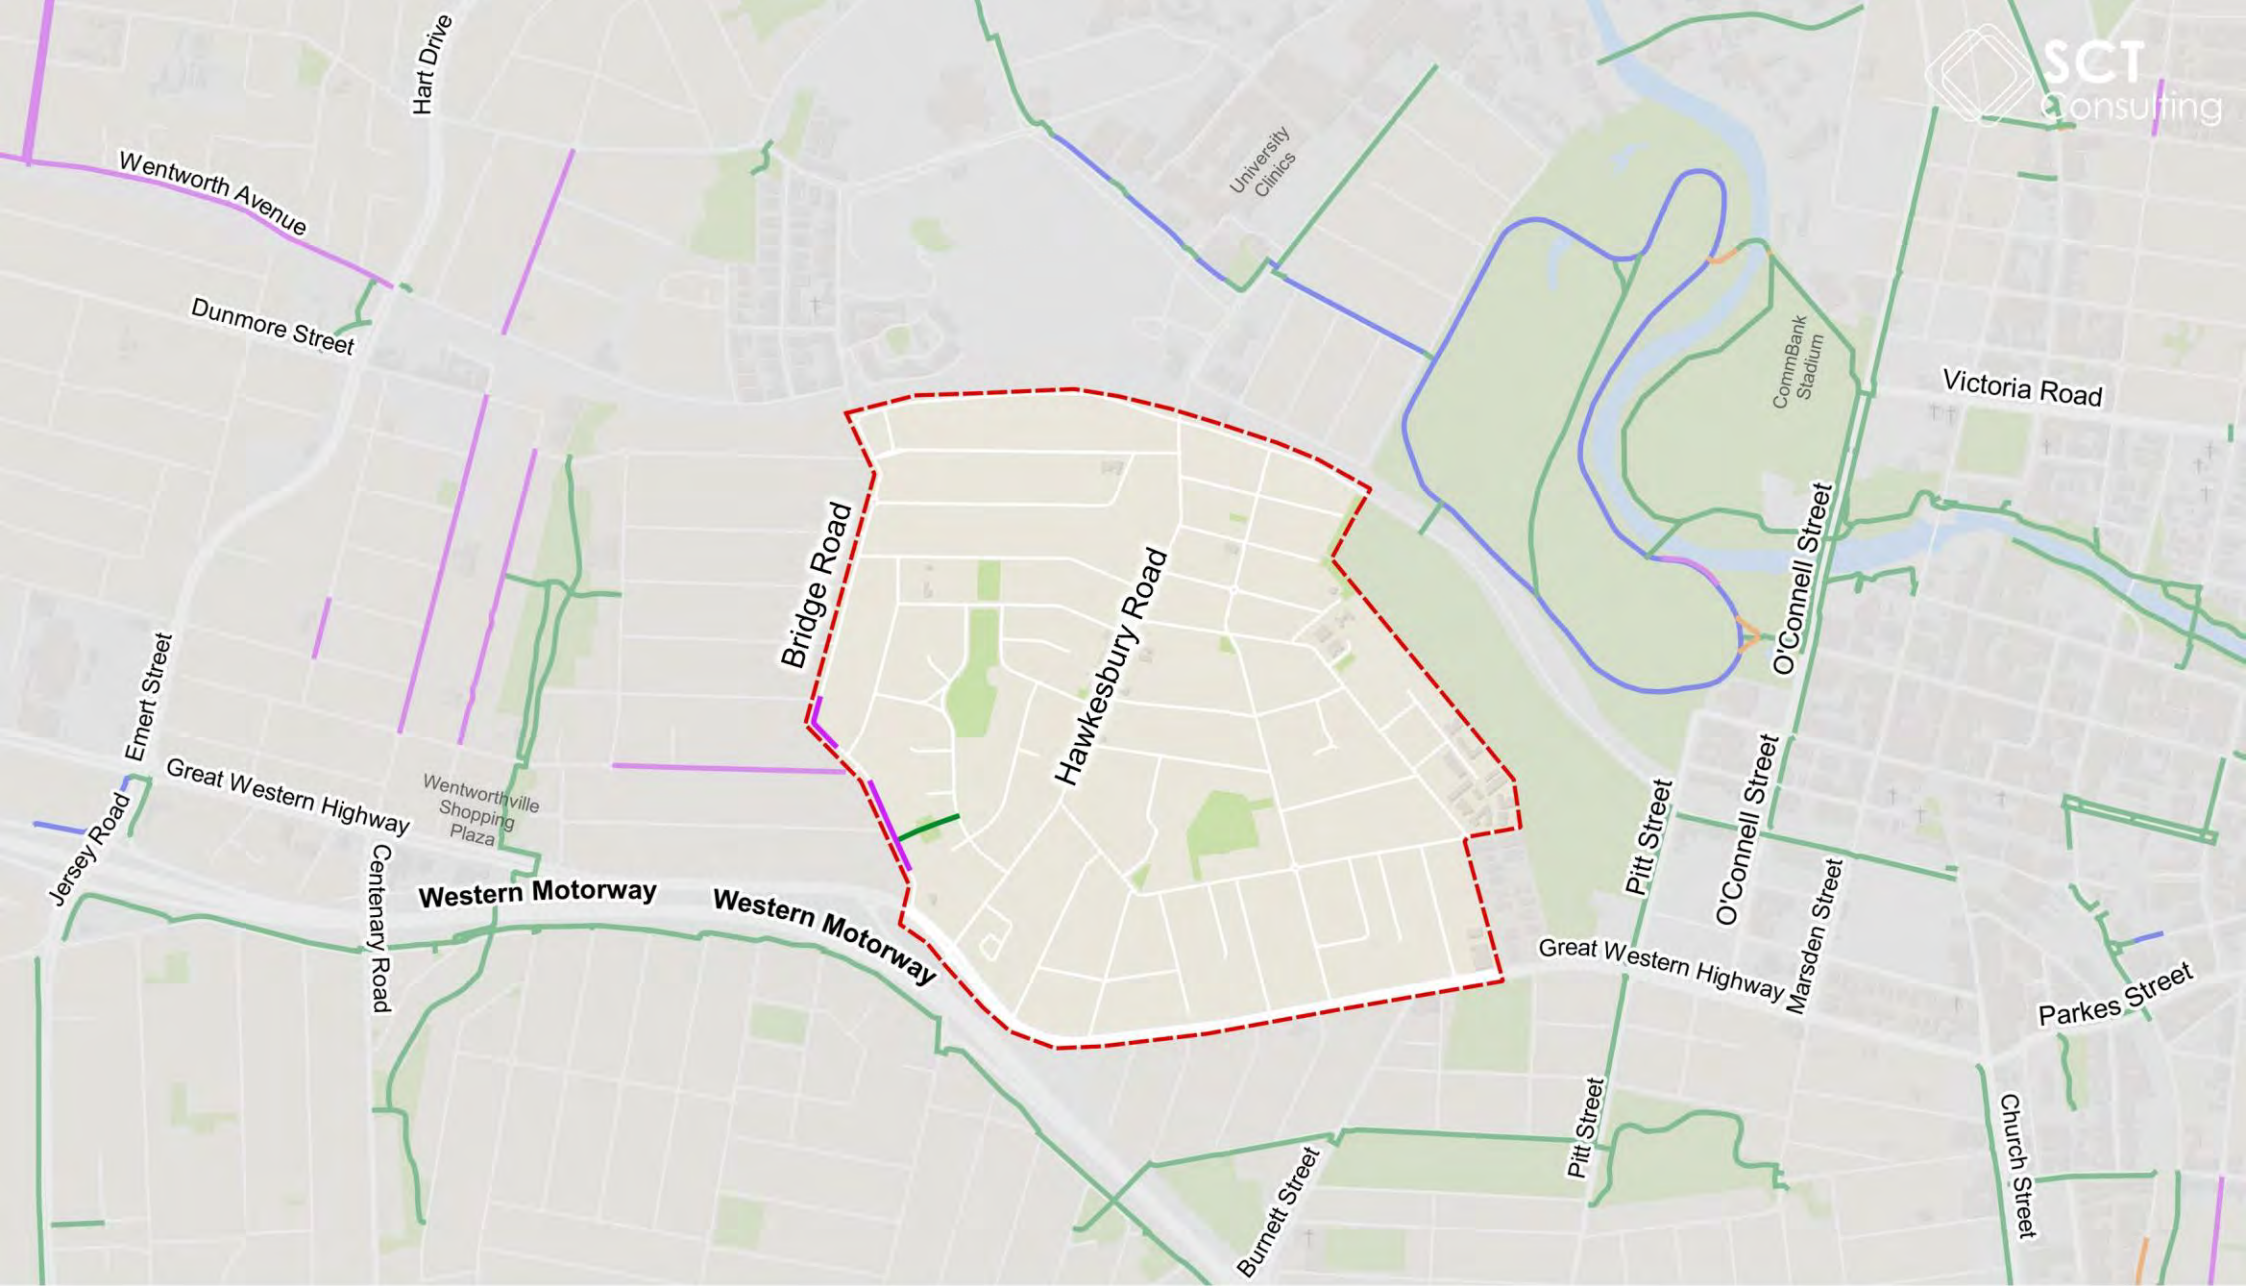 Hart Drive
SCT
Consulting
Wentworth Avenue
University
Clinics
Dunmore Street
CommBank
Stadium
Victoria Road
Bridge Road
Hawkesbury Road
O'Connell Street
Emert Street
Great Western Highway
Wentworthville
Shopping
Plaza
Jersey Road
Centenary Road
Western Motorway
Western Motorway
Pitt Street
O'Connell Street
Marsden Street
Great Western Highway
Parkes Street
Pitt Street
Burnett Street
Church Street